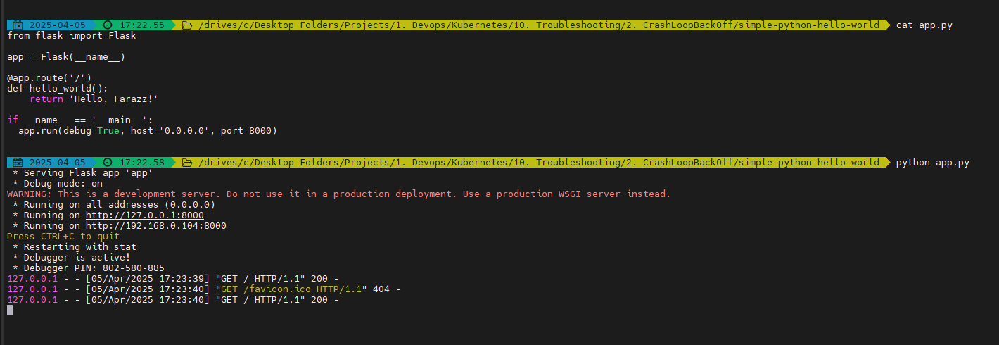 2025-04-05 17:22.55 /drives/c/Desktop Folders/Projects/1. Devops/Kubernetes/10. Troubleshooting/2. CrashLoopBackOff/simple-python-hello-world cat app.py
from flask import Flask
app = Flask(__name__)
@app.route('/')
def hello_world():
    return 'Hello, Farazz!'
if __name__ == '__main__':
  app.run(debug=True, host='0.0.0.0', port=8000)
2025-04-05 17:22.58 /drives/c/Desktop Folders/Projects/1. Devops/Kubernetes/10. Troubleshooting/2. CrashLoopBackOff/simple-python-hello-world python app.py
 * Serving Flask app 'app'
 * Debug mode: on
WARNING: This is a development server. Do not use it in a production deployment. Use a production WSGI server instead.
 * Running on all addresses (0.0.0.0)
 * Running on http://127.0.0.1:8000
 * Running on http://192.168.0.104:8000
Press CTRL+C to quit
 * Restarting with stat
 * Debugger is active!
 * Debugger PIN: 802-580-885
127.0.0.1 - - [05/Apr/2025 17:23:39] "GET / HTTP/1.1" 200 -
127.0.0.1 - - [05/Apr/2025 17:23:40] "GET /favicon.ico HTTP/1.1" 404 -
127.0.0.1 - - [05/Apr/2025 17:23:40] "GET / HTTP/1.1" 200 -